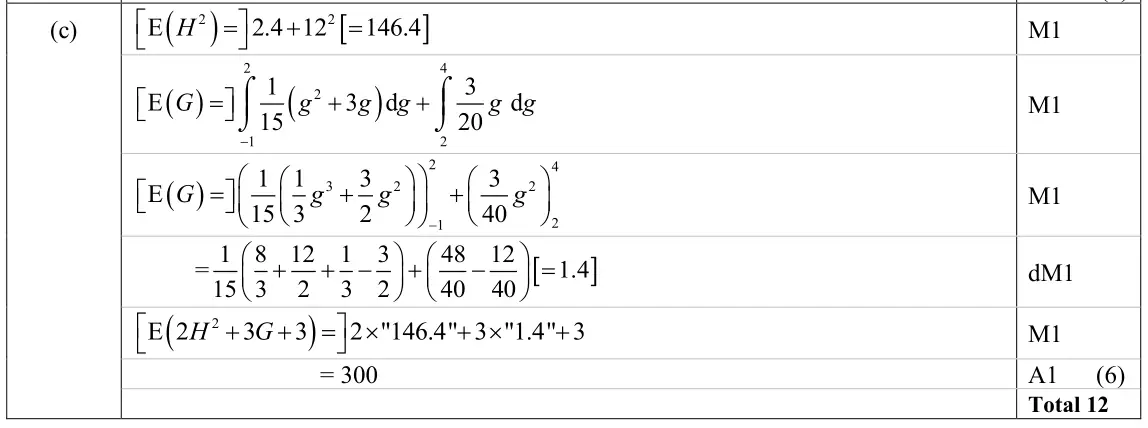 (c) [E(H²) =] 2.4 + 12² [= 146.4] M1
[E(G) =] ∫₋₁² 1/15 (g² + 3g) dg + ∫₂⁴ 3/20 g dg M1
[E(G) =] (1/15 (1/3 g³ + 3/2 g²))₋₁² + (3/40 g²)₂⁴ M1
= 1/15 (8/3 + 12/2 + 1/3 − 3/2) + (48/40 − 12/40) [= 1.4] dM1
[E(2H² + 3G + 3) =] 2 × "146.4" + 3 × "1.4" + 3 M1
= 300 A1 (6)
Total 12